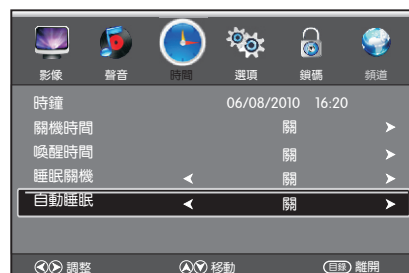 影像 聲音 時間 選項 鎖碼 頻道
時鐘 06/08/2010 16:20
關機時間 關
喚醒時間 關
睡眠關機 關
自動睡眠 關
調整 移動 目錄 離開